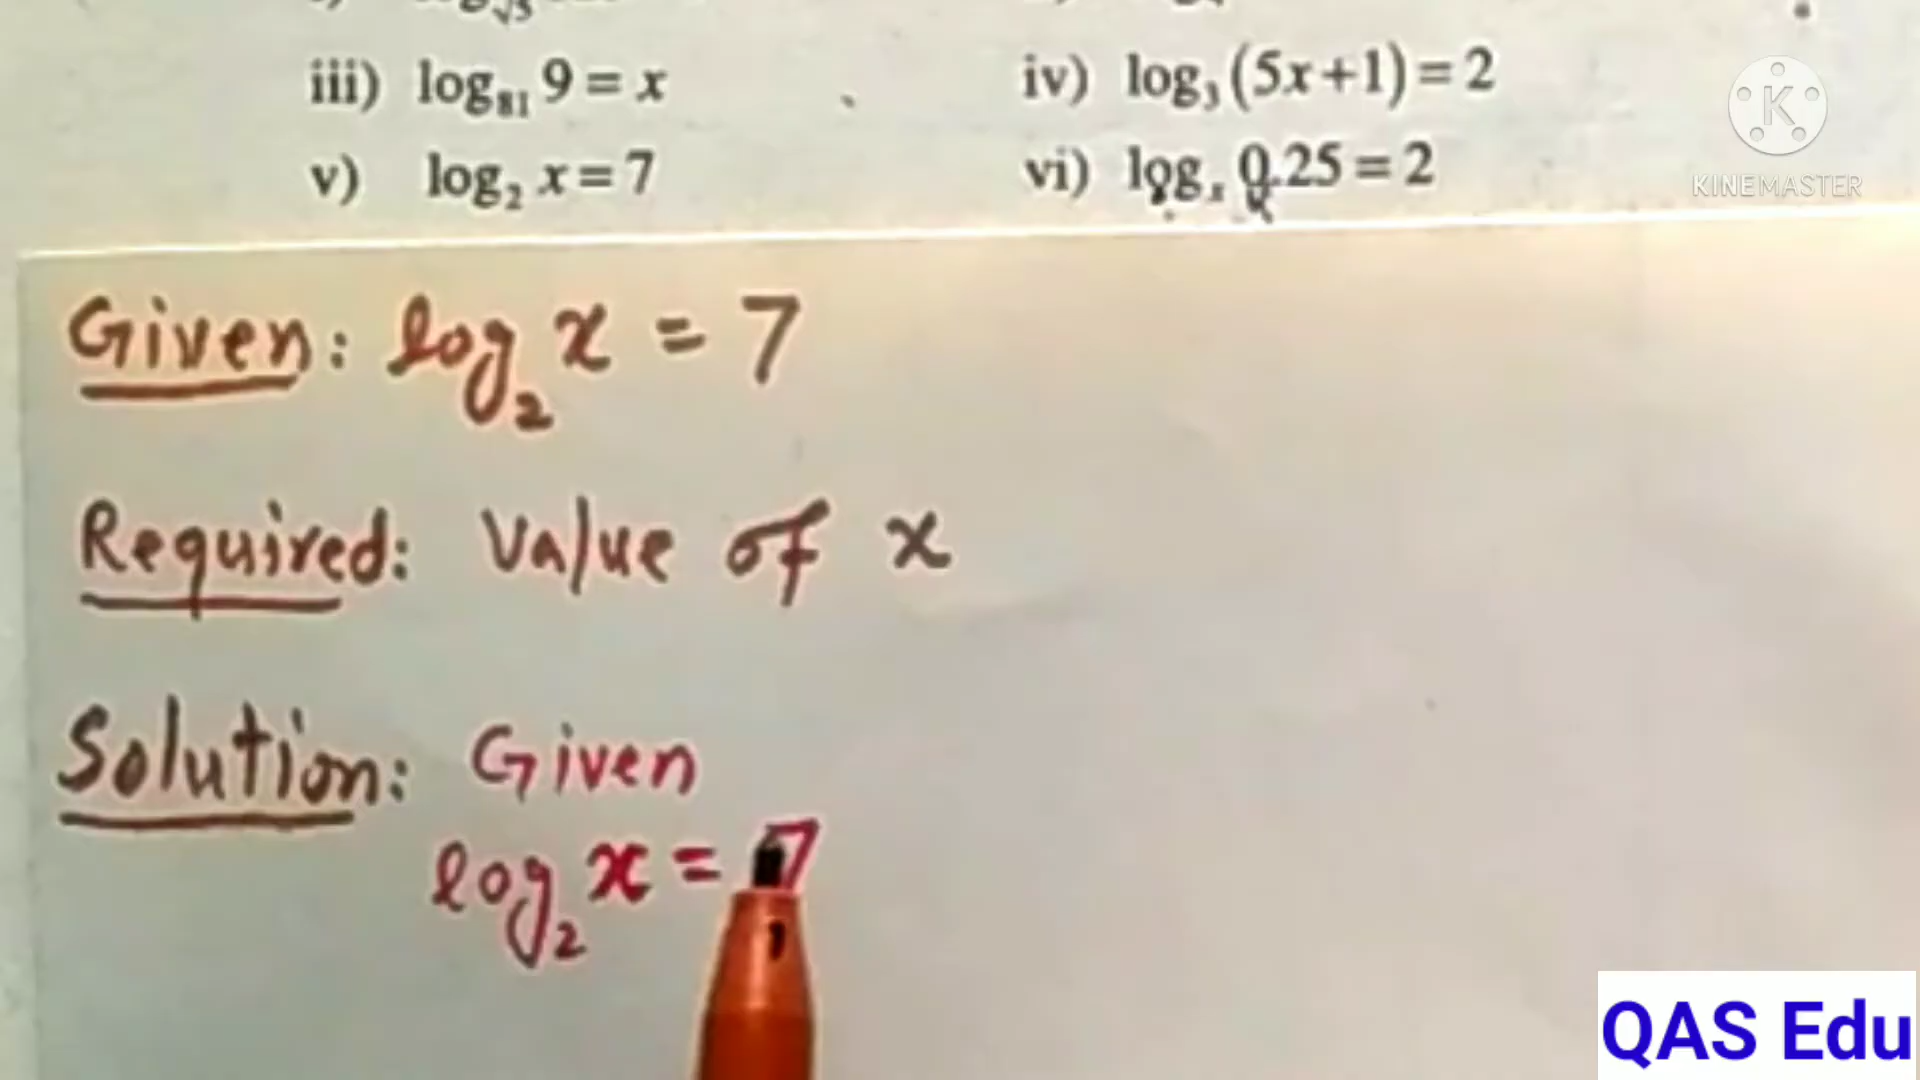 iii) log₈₁ 9 = x
iv) log₃ (5x+1) = 2
v) log₂ x = 7
vi) logₓ 0.25 = 2
KINEMASTER
Given: log₂ x = 7
Required: Value of x
Solution: Given
log₂ x = 7
QAS Edu